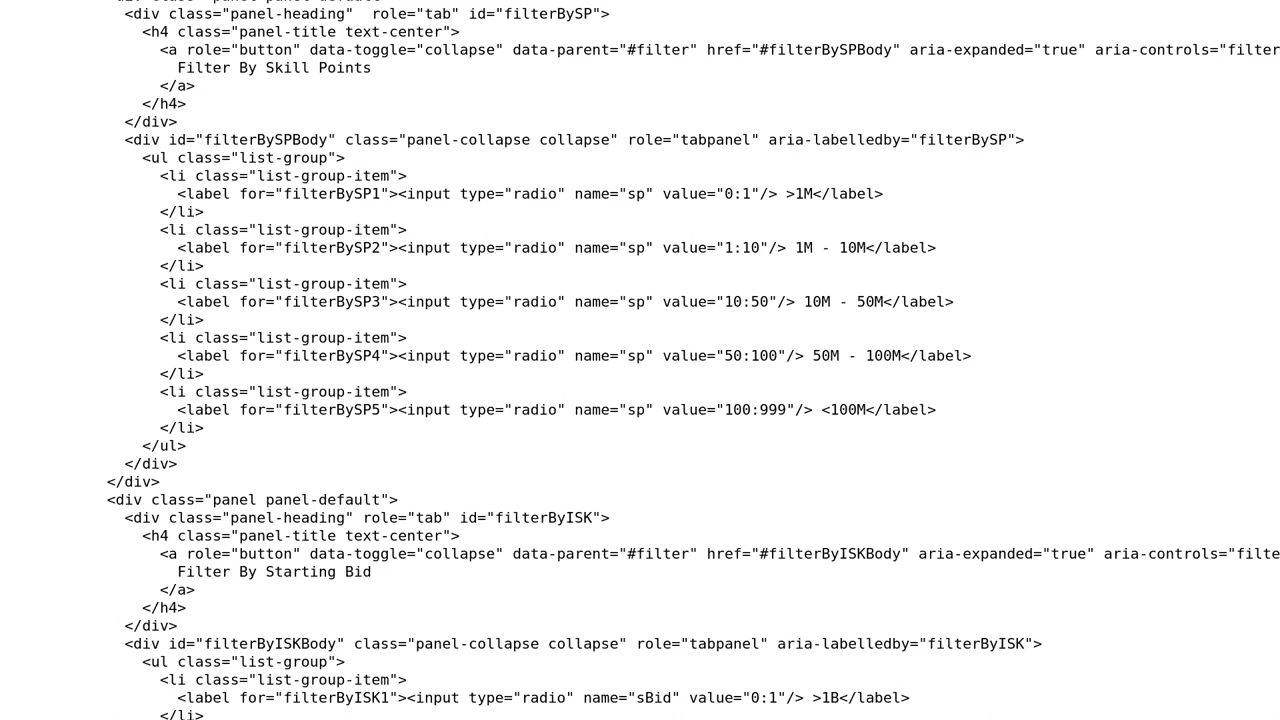 <div class="panel-heading"  role="tab" id="filterBySP">
<h4 class="panel-title text-center">
<a role="button" data-toggle="collapse" data-parent="#filter" href="#filterBySPBody" aria-expanded="true" aria-controls="filter
Filter By Skill Points
</a>
</h4>
</div>
<div id="filterBySPBody" class="panel-collapse collapse" role="tabpanel" aria-labelledby="filterBySP">
<ul class="list-group">
<li class="list-group-item">
<label for="filterBySP1"><input type="radio" name="sp" value="0:1"/> >1M</label>
</li>
<li class="list-group-item">
<label for="filterBySP2"><input type="radio" name="sp" value="1:10"/> 1M - 10M</label>
</li>
<li class="list-group-item">
<label for="filterBySP3"><input type="radio" name="sp" value="10:50"/> 10M - 50M</label>
</li>
<li class="list-group-item">
<label for="filterBySP4"><input type="radio" name="sp" value="50:100"/> 50M - 100M</label>
</li>
<li class="list-group-item">
<label for="filterBySP5"><input type="radio" name="sp" value="100:999"/> <100M</label>
</li>
</ul>
</div>
</div>
<div class="panel panel-default">
<div class="panel-heading" role="tab" id="filterByISK">
<h4 class="panel-title text-center">
<a role="button" data-toggle="collapse" data-parent="#filter" href="#filterByISKBody" aria-expanded="true" aria-controls="filte
Filter By Starting Bid
</a>
</h4>
</div>
<div id="filterByISKBody" class="panel-collapse collapse" role="tabpanel" aria-labelledby="filterByISK">
<ul class="list-group">
<li class="list-group-item">
<label for="filterByISK1"><input type="radio" name="sBid" value="0:1"/> >1B</label>
</li>